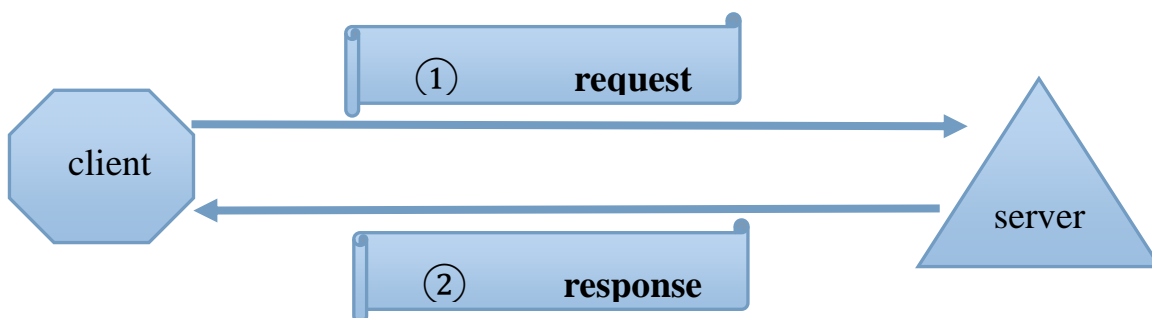 ① request
client
server
② response